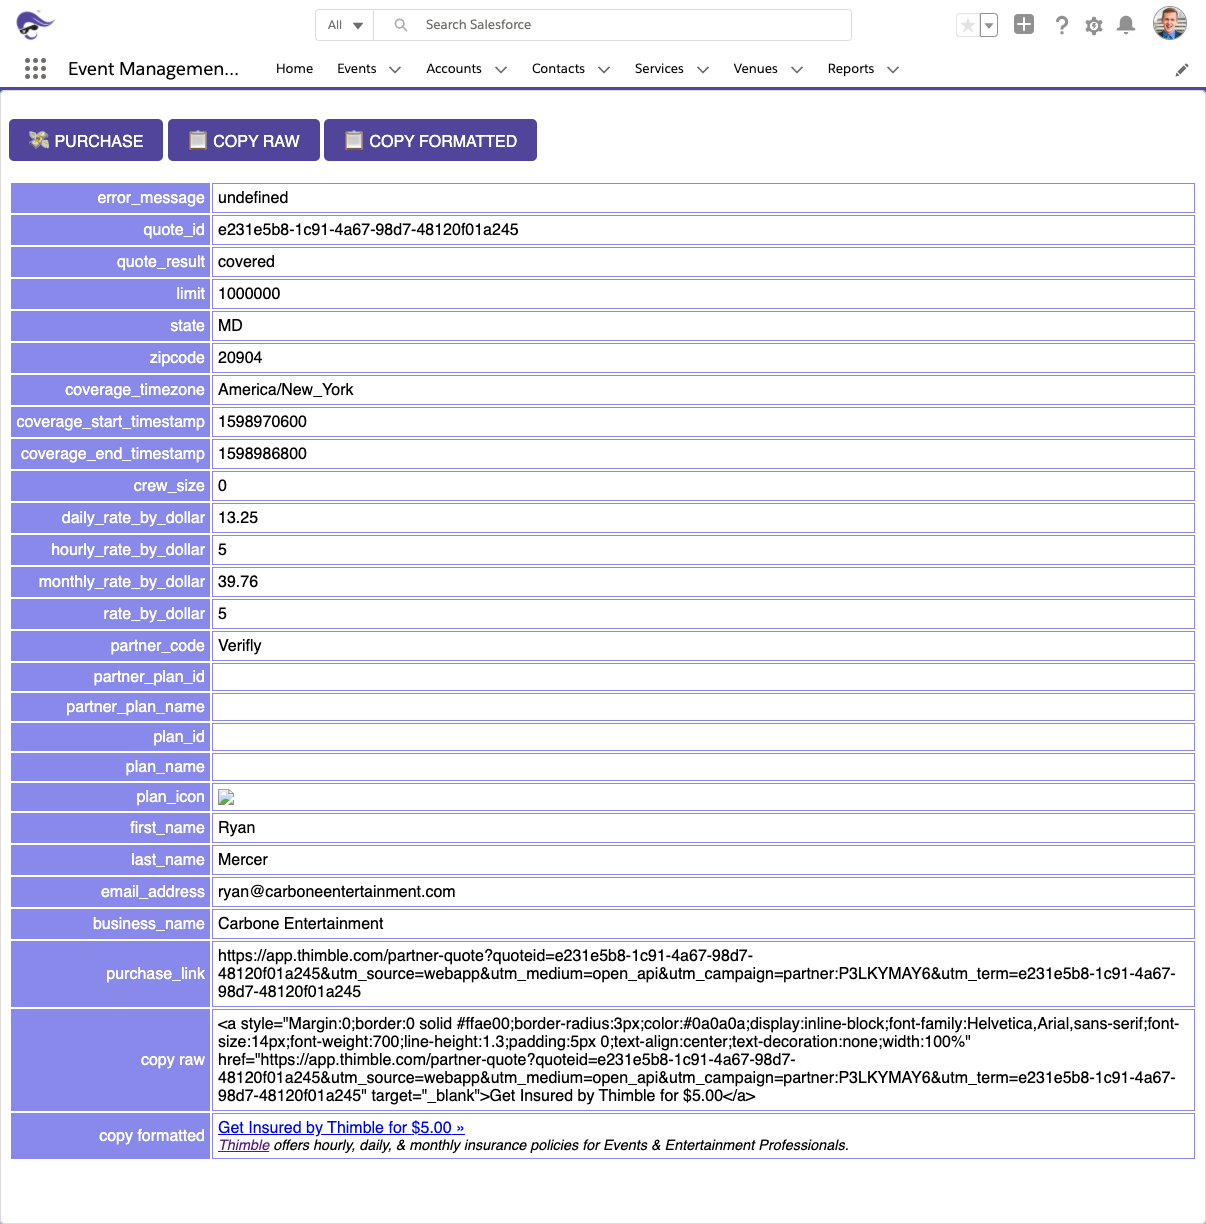 All Search Salesforce
Event Managemen... Home Events Accounts Contacts Services Venues Reports
PURCHASE COPY RAW COPY FORMATTED
error_message undefined
quote_id e231e5b8-1c91-4a67-98d7-48120f01a245
quote_result covered
limit 1000000
state MD
zipcode 20904
coverage_timezone America/New_York
coverage_start_timestamp 1598970600
coverage_end_timestamp 1598986800
crew_size 0
daily_rate_by_dollar 13.25
hourly_rate_by_dollar 5
monthly_rate_by_dollar 39.76
rate_by_dollar 5
partner_code Verifly
partner_plan_id
partner_plan_name
plan_id
plan_name
plan_icon
first_name Ryan
last_name Mercer
email_address ryan@carboneentertainment.com
business_name Carbone Entertainment
purchase_link
https://app.thimble.com/partner-quote?quoteid=e231e5b8-1c91-4a67-98d7-
48120f01a245&utm_source=webapp&utm_medium=open_api&utm_campaign=partner:P3LKYMAY6&utm_term=e231e5b8-1c91-4a67-
98d7-48120f01a245
copy raw
<a style="Margin:0;border:0 solid #ffae00;border-radius:3px;color:#0a0a0a;display:inline-block;font-family:Helvetica,Arial,sans-serif;font-
size:14px;font-weight:700;line-height:1.3;padding:5px 0;text-align:center;text-decoration:none;width:100%"
href="https://app.thimble.com/partner-quote?quoteid=e231e5b8-1c91-4a67-98d7-
48120f01a245&utm_source=webapp&utm_medium=open_api&utm_campaign=partner:P3LKYMAY6&utm_term=e231e5b8-1c91-4a67-
98d7-48120f01a245" target="_blank">Get Insured by Thimble for $5.00</a>
copy formatted
Get Insured by Thimble for $5.00 »
Thimble offers hourly, daily, & monthly insurance policies for Events & Entertainment Professionals.